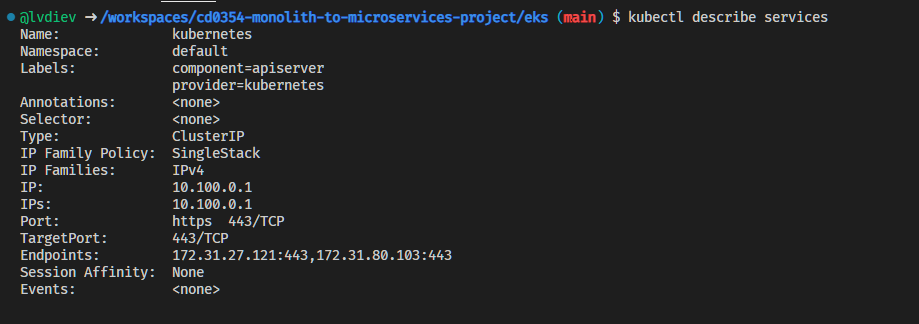 @lvdiev ➜ /workspaces/cd0354-monolith-to-microservices-project/eks (main) $ kubectl describe services
Name:              kubernetes
Namespace:         default
Labels:            component=apiserver
                   provider=kubernetes
Annotations:       <none>
Selector:          <none>
Type:              ClusterIP
IP Family Policy:  SingleStack
IP Families:       IPv4
IP:                10.100.0.1
IPs:               10.100.0.1
Port:              https  443/TCP
TargetPort:        443/TCP
Endpoints:         172.31.27.121:443,172.31.80.103:443
Session Affinity:  None
Events:            <none>